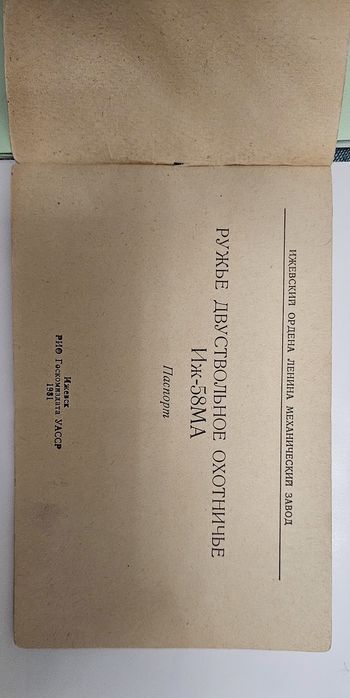 ИЖЕВСКИЙ ОРДЕНА ЛЕНИНА МЕХАНИЧЕСКИЙ ЗАВОД
РУЖЬЕ ДВУСТВОЛЬНОЕ ОХОТНИЧЬЕ
Иж-58МА
Паспорт
Ижевск
РИО Госкомиздата УАССР
1981